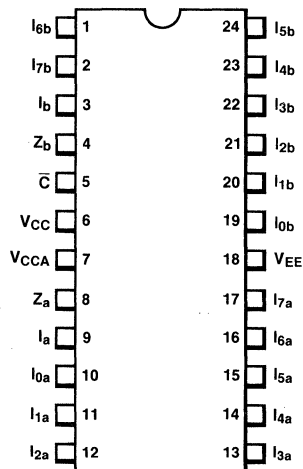 I6b 1 24 I5b
I7b 2 23 I4b
Ib 3 22 I3b
Zb 4 21 I2b
C̅ 5 20 I1b
VCC 6 19 I0b
VCCA 7 18 VEE
Za 8 17 I7a
Ia 9 16 I6a
I0a 10 15 I5a
I1a 11 14 I4a
I2a 12 13 I3a